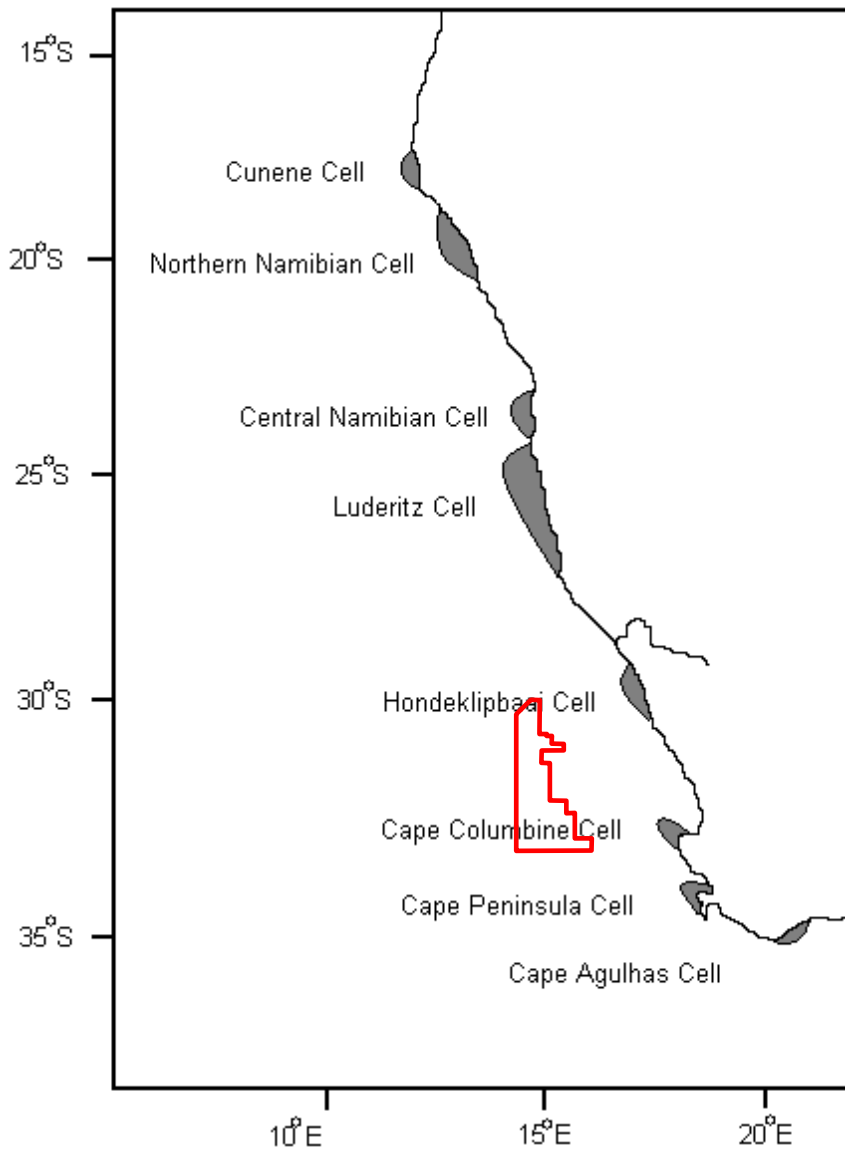 15°S
Cunene Cell
20°S
Northern Namibian Cell
Central Namibian Cell
25°S
Luderitz Cell
30°S
Hondeklipbaai Cell
Cape Columbine Cell
Cape Peninsula Cell
35°S
Cape Agulhas Cell
10°E
15°E
20°E